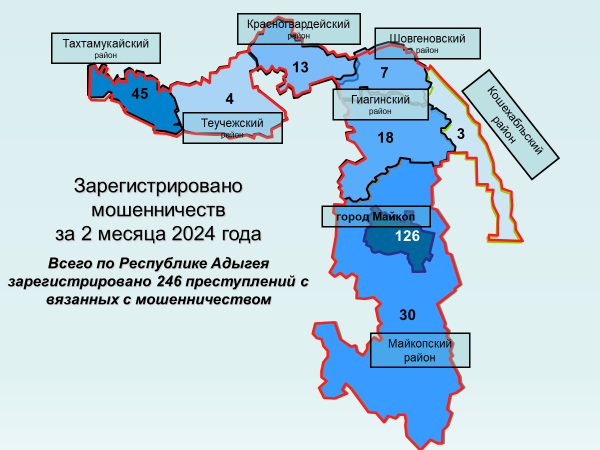 Красногвардейский
район
Тахтамукайский
район
Шовгеновский
район
13
7
45
4
Гиагинский
район
Кошехабльский
район
Теучежский
район
18
3
Зарегистрировано
мошенничеств
за 2 месяца 2024 года
город Майкоп
126
Всего по Республике Адыгея
зарегистрировано 246 преступлений с
вязанных с мошенничеством
30
Майкопский
район